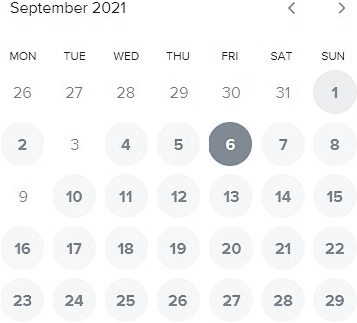 September 2021
MON TUE WED THU FRI SAT SUN
26 27 28 29 30 31 1
2 3 4 5 6 7 8
9 10 11 12 13 14 15
16 17 18 19 20 21 22
23 24 25 26 27 28 29